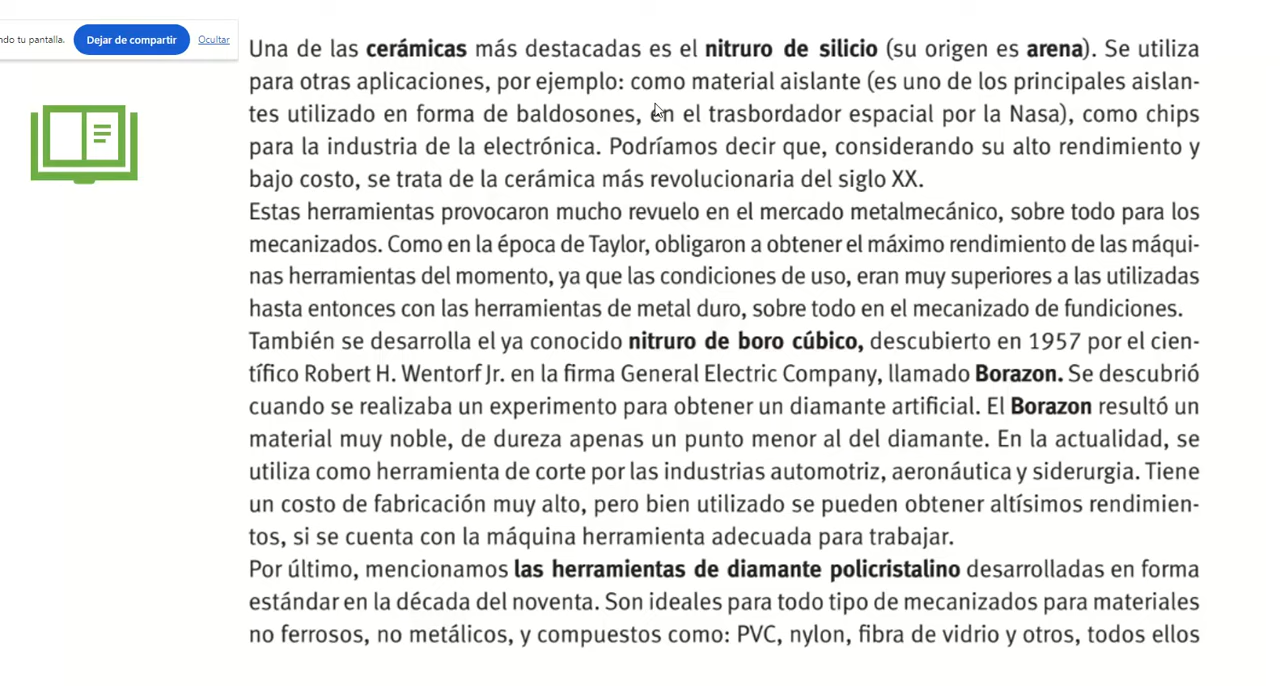 ndo tu pantalla.
Dejar de compartir
Ocultar
Una de las cerámicas más destacadas es el nitruro de silicio (su origen es arena). Se utiliza
para otras aplicaciones, por ejemplo: como material aislante (es uno de los principales aislan-
tes utilizado en forma de baldosones, en el trasbordador espacial por la Nasa), como chips
para la industria de la electrónica. Podríamos decir que, considerando su alto rendimiento y
bajo costo, se trata de la cerámica más revolucionaria del siglo XX.
Estas herramientas provocaron mucho revuelo en el mercado metalmecánico, sobre todo para los
mecanizados. Como en la época de Taylor, obligaron a obtener el máximo rendimiento de las máqui-
nas herramientas del momento, ya que las condiciones de uso, eran muy superiores a las utilizadas
hasta entonces con las herramientas de metal duro, sobre todo en el mecanizado de fundiciones.
También se desarrolla el ya conocido nitruro de boro cúbico, descubierto en 1957 por el cien-
tífico Robert H. Wentorf Jr. en la firma General Electric Company, llamado Borazon. Se descubrió
cuando se realizaba un experimento para obtener un diamante artificial. El Borazon resultó un
material muy noble, de dureza apenas un punto menor al del diamante. En la actualidad, se
utiliza como herramienta de corte por las industrias automotriz, aeronáutica y siderurgia. Tiene
un costo de fabricación muy alto, pero bien utilizado se pueden obtener altísimos rendimien-
tos, si se cuenta con la máquina herramienta adecuada para trabajar.
Por último, mencionamos las herramientas de diamante policristalino desarrolladas en forma
estándar en la década del noventa. Son ideales para todo tipo de mecanizados para materiales
no ferrosos, no metálicos, y compuestos como: PVC, nylon, fibra de vidrio y otros, todos ellos